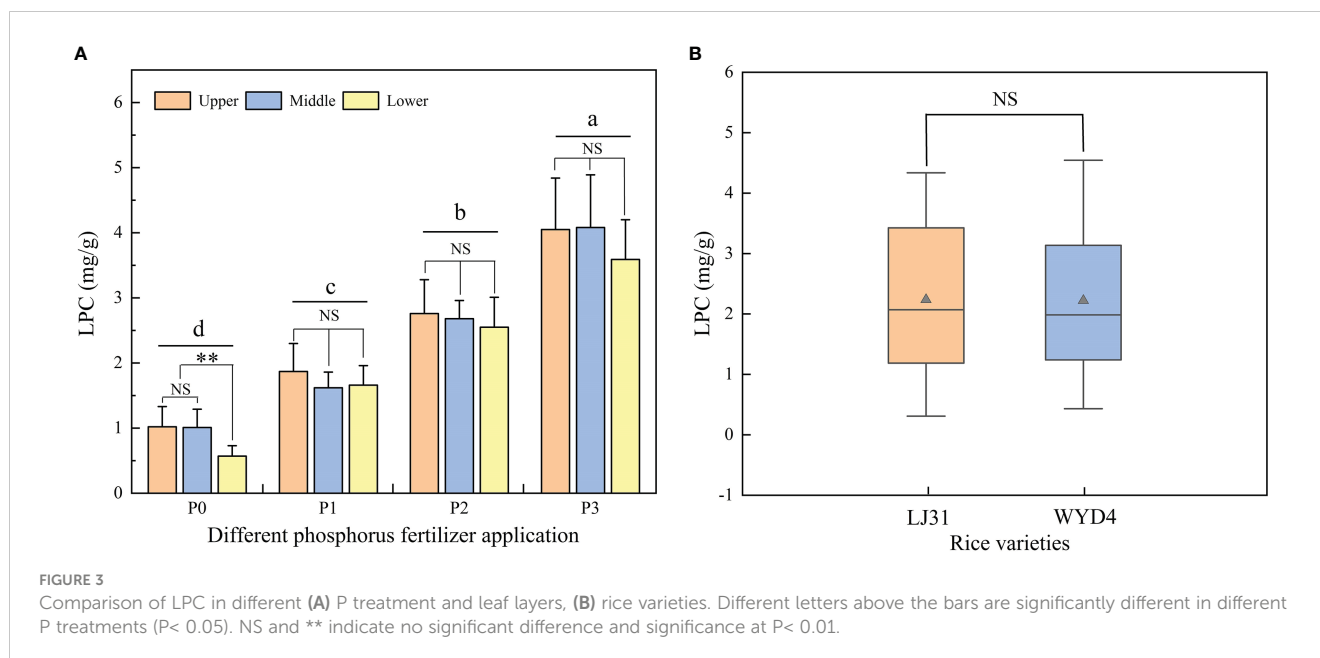 A
Upper Middle Lower
6
5
4
3
2
1
0
LPC (mg/g)
d
**
NS
c
NS
b
NS
a
NS
P0 P1 P2 P3
Different phosphorus fertilizer application
B
6
5
4
3
2
1
0
-1
LPC (mg/g)
NS
LJ31 WYD4
Rice varieties
FIGURE 3
Comparison of LPC in different (A) P treatment and leaf layers, (B) rice varieties. Different letters above the bars are significantly different in different
P treatments (P< 0.05). NS and ** indicate no significant difference and significance at P< 0.01.